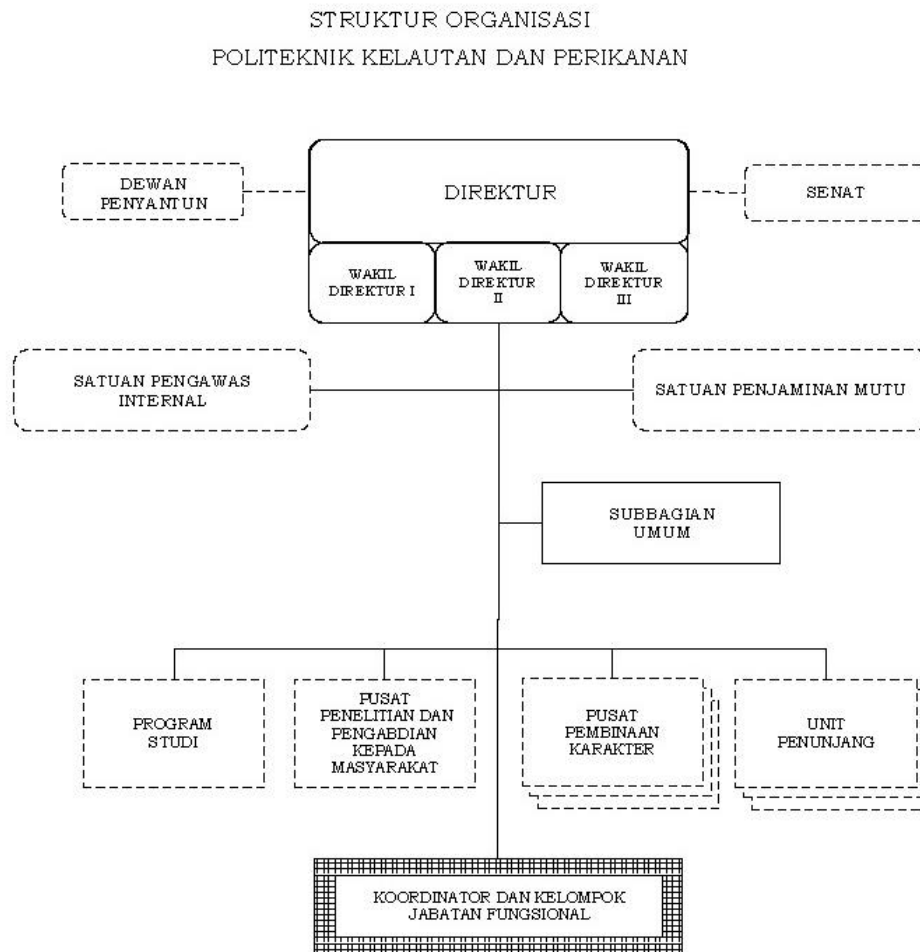 STRUKTUR ORGANISASI
POLITEKNIK KELAUTAN DAN PERIKANAN
DEWAN
PENYANTUN
DIREKTUR
SENAT
WAKIL
DIREKTUR I
WAKIL
DIREKTUR
II
WAKIL
DIREKTUR
III
SATUAN PENGAWAS
INTERNAL
SATUAN PENJAMINAN MUTU
SUBBAGIAN
UMUM
PROGRAM
STUDI
PUSAT
PENELITIAN DAN
PENGABDIAN
KEPADA
MASYARAKAT
PUSAT
PEMBINAAN
KARAKTER
UNIT
PENUNJANG
KOORDINATOR DAN KELOMPOK
JABATAN FUNGSIONAL